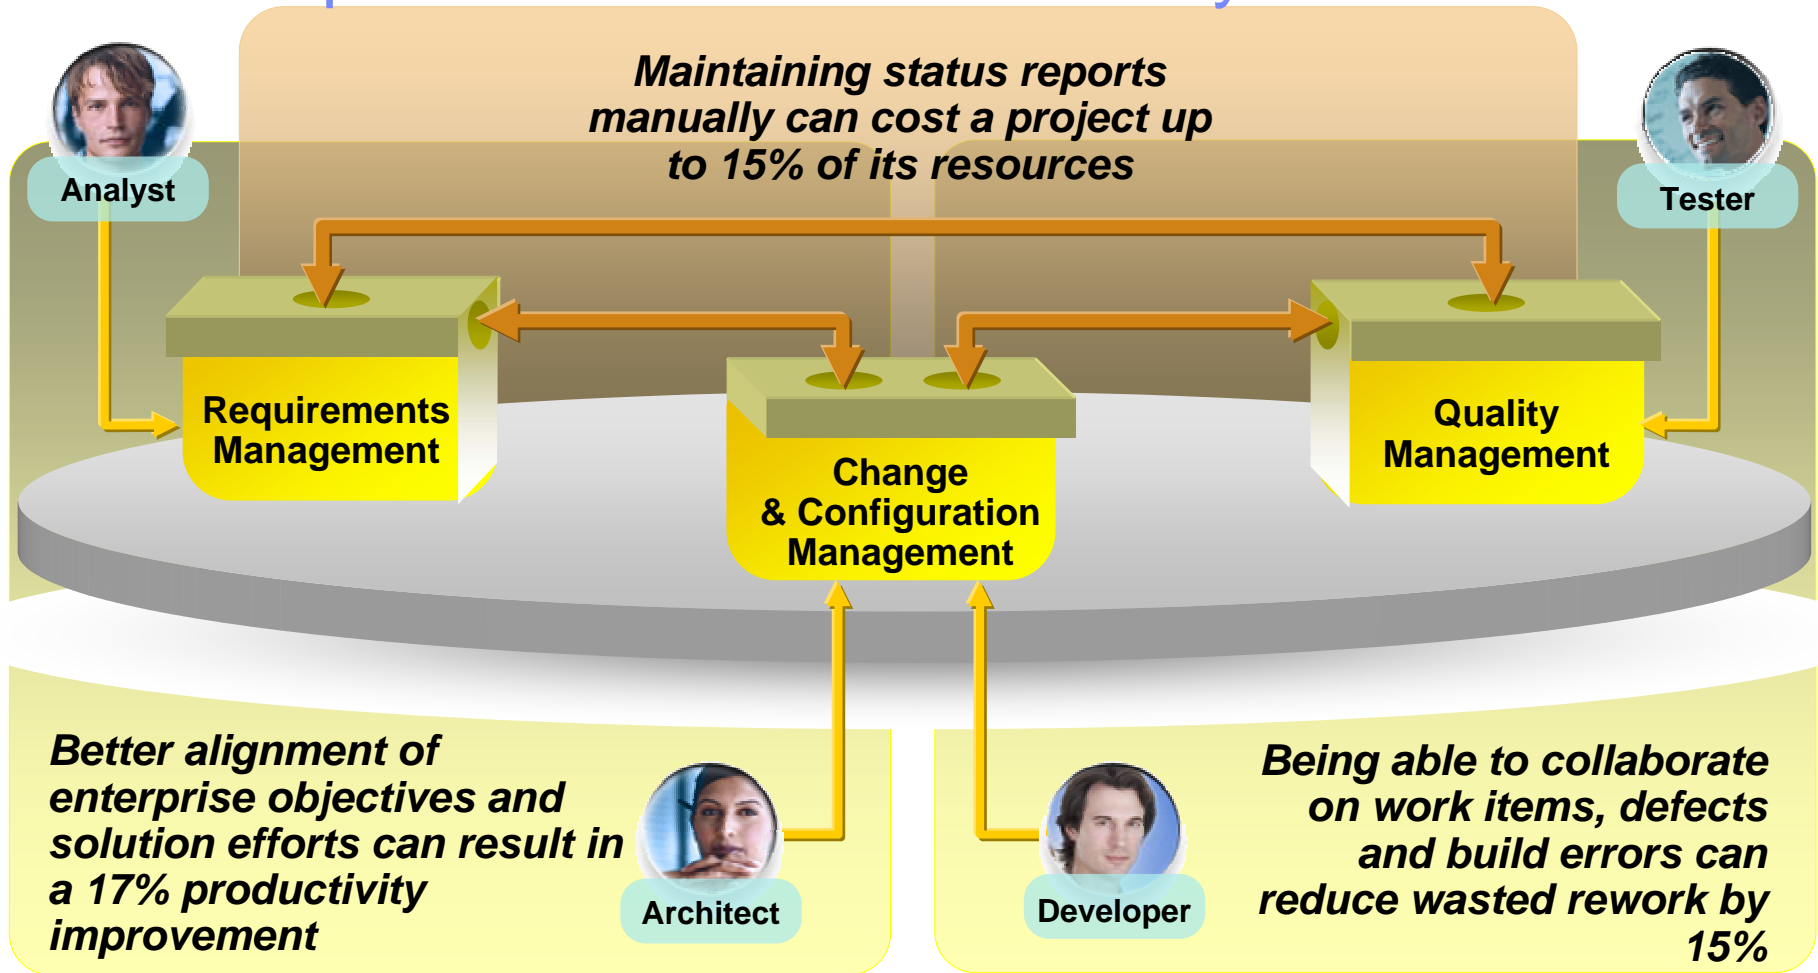 Maintaining status reports
manually can cost a project up
to 15% of its resources
Analyst
Tester
Requirements
Management
Quality
Management
Change
& Configuration
Management
Better alignment of
enterprise objectives and
solution efforts can result in
a 17% productivity
improvement
Architect
Developer
Being able to collaborate
on work items, defects
and build errors can
reduce wasted rework by
15%